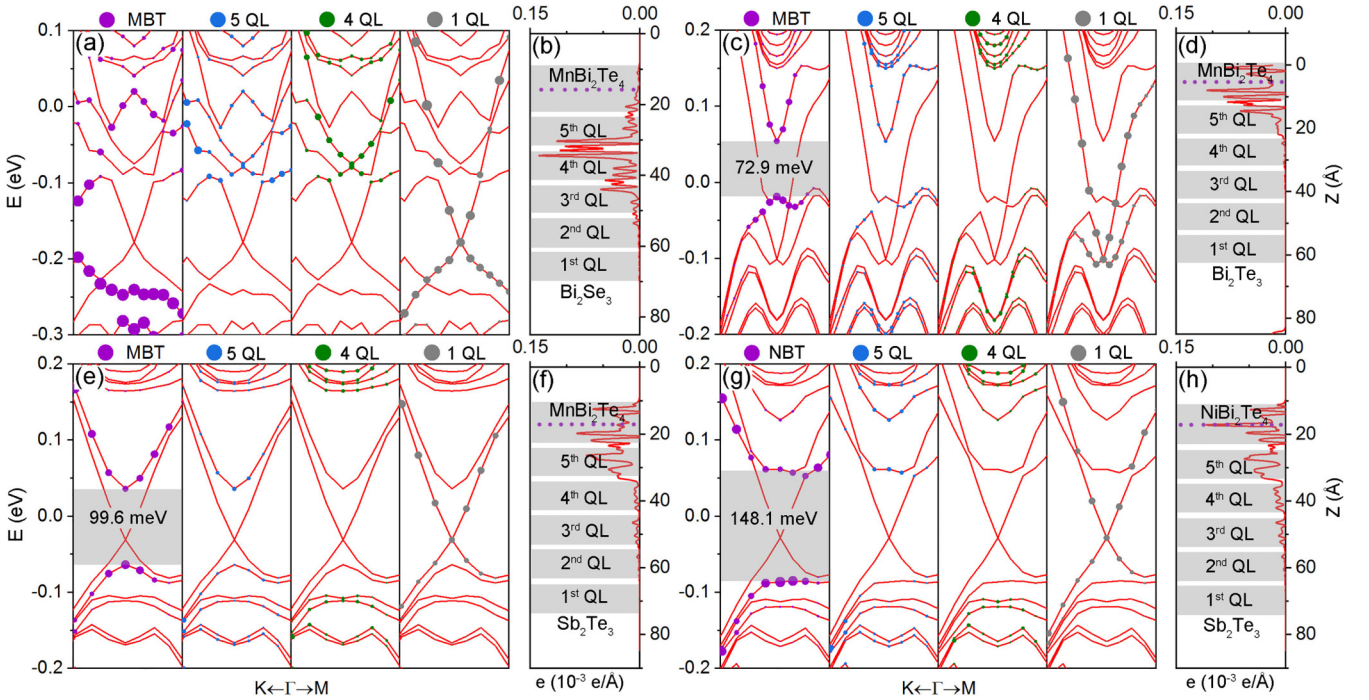 MBT 5 QL 4 QL 1 QL 0.15 0.00
MBT 5 QL 4 QL 1 QL 0.15 0.00
(a) (b) (c) (d)
0.1
0.0
-0.1
-0.2
-0.3
E (eV)
MnBi2Te4
5th QL
4th QL
3rd QL
2nd QL
1st QL
Bi2Se3
0
20
40
60
80
0.2
0.1
0.0
-0.1
-0.2
72.9 meV
MnBi2Te4
5th QL
4th QL
3rd QL
2nd QL
1st QL
Bi2Te3
0
20
40
60
80
Z (Å)
MBT 5 QL 4 QL 1 QL 0.15 0.00
NBT 5 QL 4 QL 1 QL 0.15 0.00
(e) (f) (g) (h)
0.2
0.1
0.0
-0.1
-0.2
E (eV)
99.6 meV
MnBi2Te4
5th QL
4th QL
3rd QL
2nd QL
1st QL
Sb2Te3
0
20
40
60
80
0.2
0.1
0.0
-0.1
-0.2
148.1 meV
NiBi2Te4
5th QL
4th QL
3rd QL
2nd QL
1st QL
Sb2Te3
0
20
40
60
80
Z (Å)
K←Γ→M e (10-3 e/Å) K←Γ→M e (10-3 e/Å)